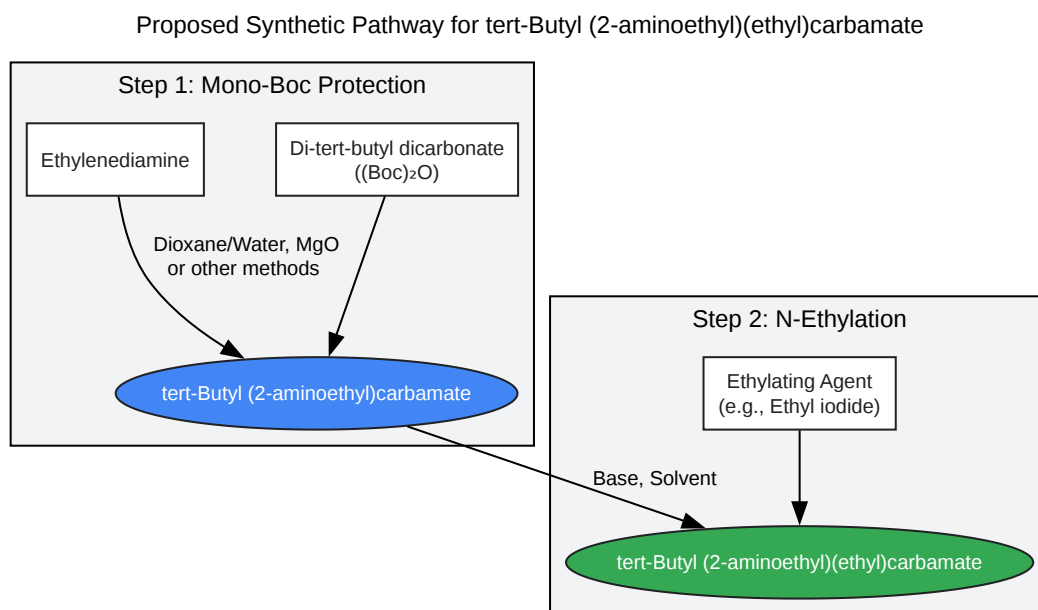 Proposed Synthetic Pathway for tert-Butyl (2-aminoethyl)(ethyl)carbamate
Step 1: Mono-Boc Protection
Ethylenediamine
Di-tert-butyl dicarbonate
((Boc)₂O)
Dioxane/Water, MgO
or other methods
tert-Butyl (2-aminoethyl)carbamate
Step 2: N-Ethylation
Ethylating Agent
(e.g., Ethyl iodide)
Base, Solvent
tert-Butyl (2-aminoethyl)(ethyl)carbamate